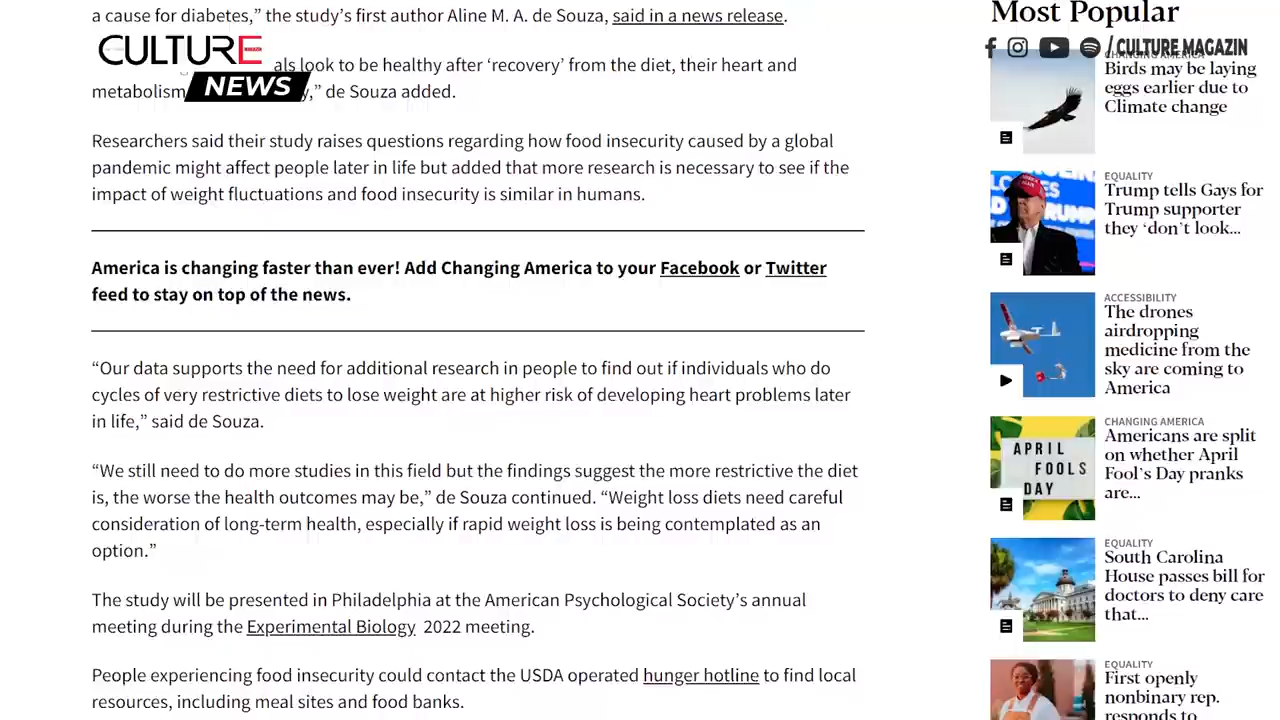 a cause for diabetes,” the study’s first author Aline M. A. de Souza, said in a news release.
CULTURE
NEWS
als look to be healthy after ‘recovery’ from the diet, their heart and
metabolism y,” de Souza added.
Researchers said their study raises questions regarding how food insecurity caused by a global
pandemic might affect people later in life but added that more research is necessary to see if the
impact of weight fluctuations and food insecurity is similar in humans.
America is changing faster than ever! Add Changing America to your Facebook or Twitter
feed to stay on top of the news.
“Our data supports the need for additional research in people to find out if individuals who do
cycles of very restrictive diets to lose weight are at higher risk of developing heart problems later
in life,” said de Souza.
“We still need to do more studies in this field but the findings suggest the more restrictive the diet
is, the worse the health outcomes may be,” de Souza continued. “Weight loss diets need careful
consideration of long-term health, especially if rapid weight loss is being contemplated as an
option.”
The study will be presented in Philadelphia at the American Psychological Society’s annual
meeting during the Experimental Biology 2022 meeting.
People experiencing food insecurity could contact the USDA operated hunger hotline to find local
resources, including meal sites and food banks.
Most Popular
/ CULTURE MAGAZIN
CHANGING AMERICA
Birds may be laying
eggs earlier due to
Climate change
EQUALITY
Trump tells Gays for
Trump supporter
they ‘don’t look...
ACCESSIBILITY
The drones
airdropping
medicine from the
sky are coming to
America
CHANGING AMERICA
Americans are split
on whether April
Fool’s Day pranks
are...
APRIL
FOOLS
DAY
EQUALITY
South Carolina
House passes bill for
doctors to deny care
that...
EQUALITY
First openly
nonbinary rep.
responds to